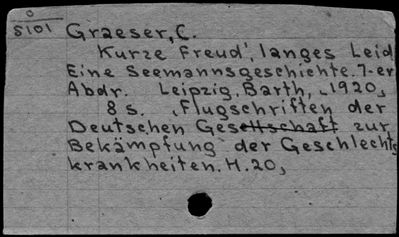 0
5101
Graeser, C.
Kurze Freud', langes Leid
Eine Seemannsgeschichte. 7-er
Abdr. Leipzig, Barth, 1920,
8 s. Flugschriften der
Deutschen Gesellschaft zur
Bekämpfung der Geschlechts
krankheiten. H. 20,